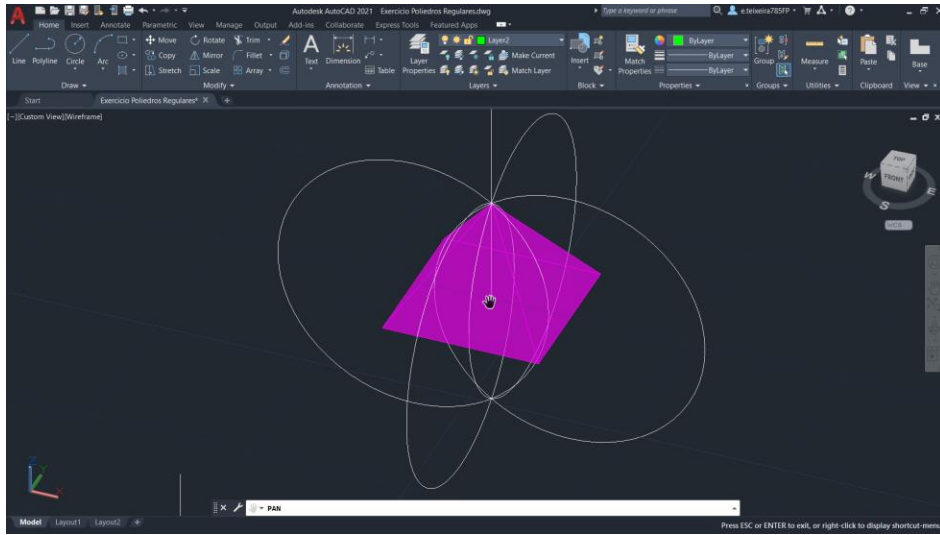 Autodesk AutoCAD 2021 Exercicio Poliedros Regulares.dwg
Type a keyword or phrase
e.teixeira785FP
Home Insert Annotate Parametric View Manage Output Add-ins Collaborate Express Tools Featured Apps
Line Polyline Circle Arc
Move Rotate Trim
Copy Mirror Fillet
Stretch Scale Array
Text Dimension Table
Layer Properties
Layer2
Make Current
Match Layer
Insert
Match Properties
ByLayer
ByLayer
ByLayer
Group
Measure
Paste
Base
Draw Modify Annotation Layers Block Properties Groups Utilities Clipboard View
Start Exercicio Poliedros Regulares* +
[-][Custom View][Wireframe]
TOP
FRONT
W
S
E
WCS
Z
Y
X
PAN
Model Layout1 Layout2 +
Press ESC or ENTER to exit, or right-click to display shortcut-menu